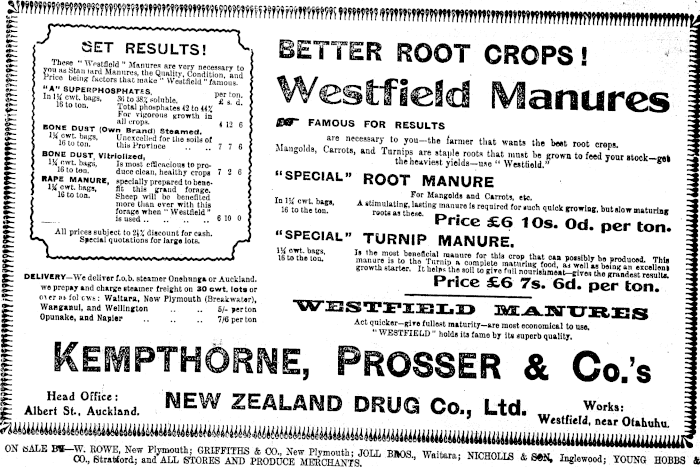 GET RESULTS!
These "Westfield" Manures are very necessary to
you as Standard Manures, the Quality, Condition, and
Price being factors that make "Westfield" famous.
per ton.
"A" SUPERPHOSPHATES, £ s. d.
In 1¾ cwt. bags, 36 to 38% soluble.
16 to ton. Total phosphates 42 to 44%
For vigorous growth in
all crops. 4 12 6
BONE DUST (Own Brand) Steamed.
1¾ cwt. bags, Unexcelled for the soils of
16 to ton. this Province .. .. 7 7 6
BONE DUST, Vitriolized,
1¾ cwt. bags, Is most efficacious to pro-
16 to ton. duce clean, healthy crops 7 2 6
RAPE MANURE, specially prepared to bene-
1¾ cwt. bags, fit this grand forage.
16 to ton. Sheep will be benefited
more than ever with this
forage when "Westfield"
is used .. .. .. 6 10 0
All prices subject to 2½% discount for cash.
Special quotations for large lots.
DELIVERY—We deliver f.o.b. steamer Onehunga or Auckland.
we prepay and charge steamer freight on 30 cwt. lots or
over as follows: Waitara, New Plymouth (Breakwater),
Wanganui, and Wellington .. .. 5/- per ton
Opunake, and Napier .. .. .. 7/6 per ton
BETTER ROOT CROPS!
Westfield Manures
FAMOUS FOR RESULTS
are necessary to you—the farmer that wants the best root crops.
Mangolds, Carrots, and Turnips are staple roots that must be grown to feed your stock—get
the heaviest yields—use "Westfield."
"SPECIAL" ROOT MANURE
For Mangolds and Carrots, etc.
In 1¾ cwt. bags, A stimulating, lasting manure is required for such quick growing, but slow maturing
16 to the ton. roots as these. Price £6 10s. 0d. per ton.
"SPECIAL" TURNIP MANURE.
1¾ cwt. bags, Is the most beneficial manure for this crop that can possibly be produced. This
16 to the ton. manure is to the Turnip a complete maturing food, as well as being an excellent
growth starter. It helps the soil to give full nourishment—gives the grandest results.
Price £6 7s. 6d. per ton.
WESTFIELD MANURES
Act quicker—give fullest maturity—are most economical to use.
"WESTFIELD" holds its fame by its superb quality.
KEMPTHORNE, PROSSER & Co.'s
Head Office:
Albert St., Auckland.
NEW ZEALAND DRUG Co., Ltd.
Works:
Westfield, near Otahuhu.
ON SALE BY—W. ROWE, New Plymouth; GRIFFITHS & CO., New Plymouth; JOLL BROS., Waitara; NICHOLLS & SON, Inglewood; YOUNG HOBBS &
CO., Stratford; and ALL STORES AND PRODUCE MERCHANTS.